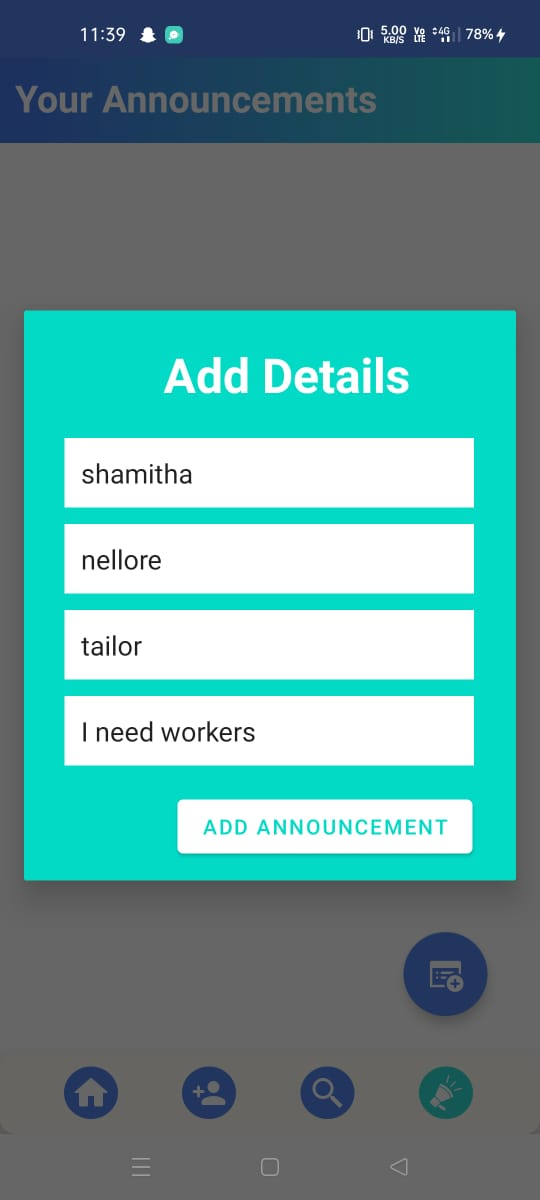 11:39
5.00 KB/S Vo LTE 4G 78%
Your Announcements
Add Details
shamitha
nellore
tailor
I need workers
ADD ANNOUNCEMENT